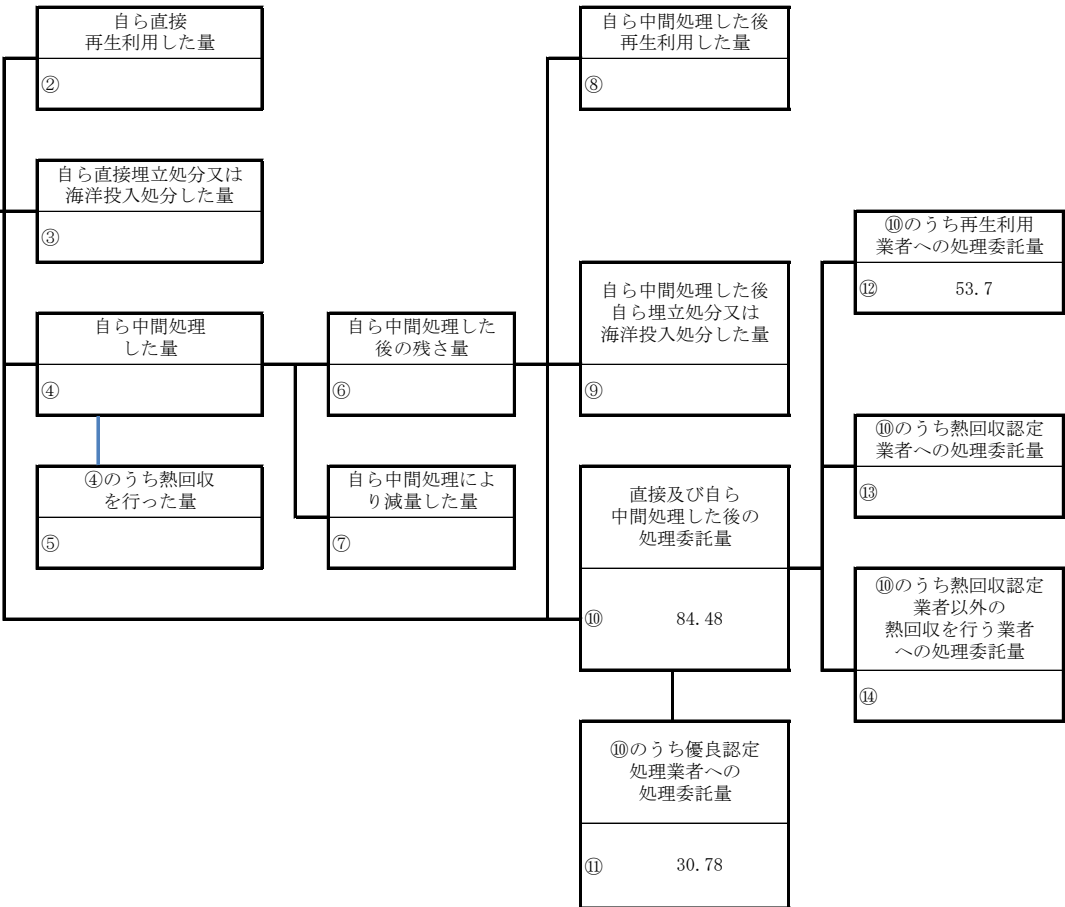 自ら直接
再生利用した量
②
自ら中間処理した後
再生利用した量
⑧
自ら直接埋立処分又は
海洋投入処分した量
③
⑩のうち再生利用
業者への処理委託量
⑫ 53.7
自ら中間処理
した量
④
自ら中間処理した
後の残さ量
⑥
自ら中間処理した後
自ら埋立処分又は
海洋投入処分した量
⑨
⑩のうち熱回収認定
業者への処理委託量
⑬
④のうち熱回収
を行った量
⑤
自ら中間処理によ
り減量した量
⑦
直接及び自ら
中間処理した後の
処理委託量
⑩ 84.48
⑩のうち熱回収認定
業者以外の
熱回収を行う業者
への処理委託量
⑭
⑩のうち優良認定
処理業者への
処理委託量
⑪ 30.78